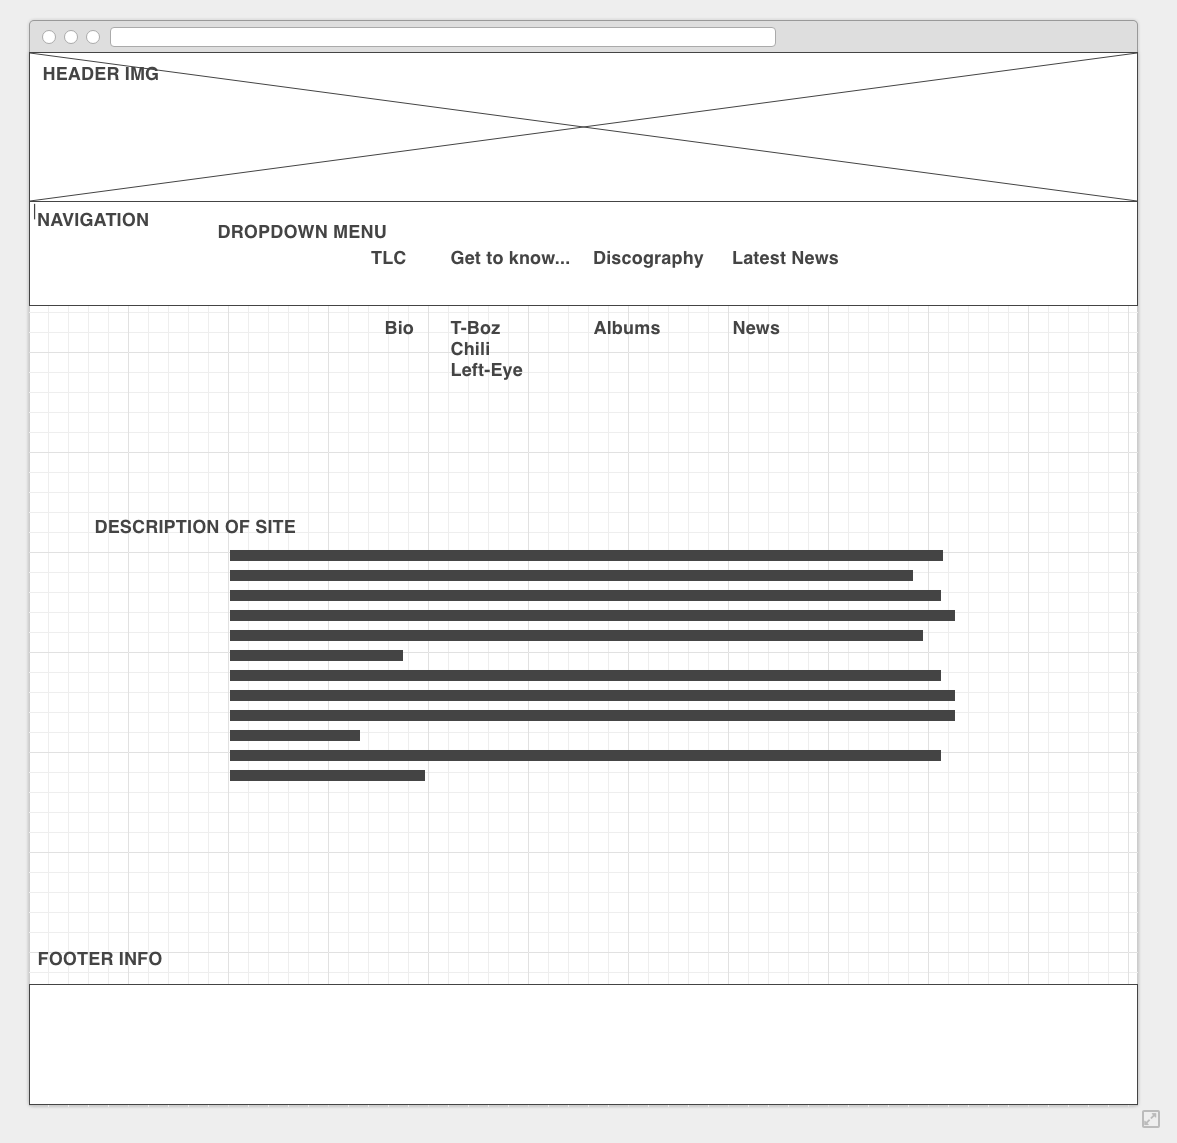 HEADER IMG
NAVIGATION
DROPDOWN MENU
TLC Get to know... Discography Latest News
Bio T-Boz Albums News
Chili
Left-Eye
DESCRIPTION OF SITE
FOOTER INFO